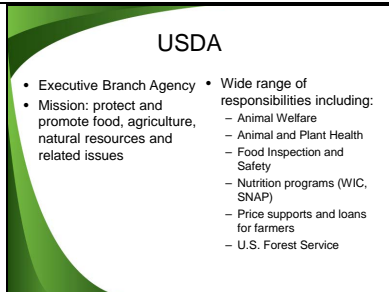 USDA
• Executive Branch Agency
• Mission: protect and
promote food, agriculture,
natural resources and
related issues
• Wide range of
responsibilities including:
– Animal Welfare
– Animal and Plant Health
– Food Inspection and
Safety
– Nutrition programs (WIC,
SNAP)
– Price supports and loans
for farmers
– U.S. Forest Service